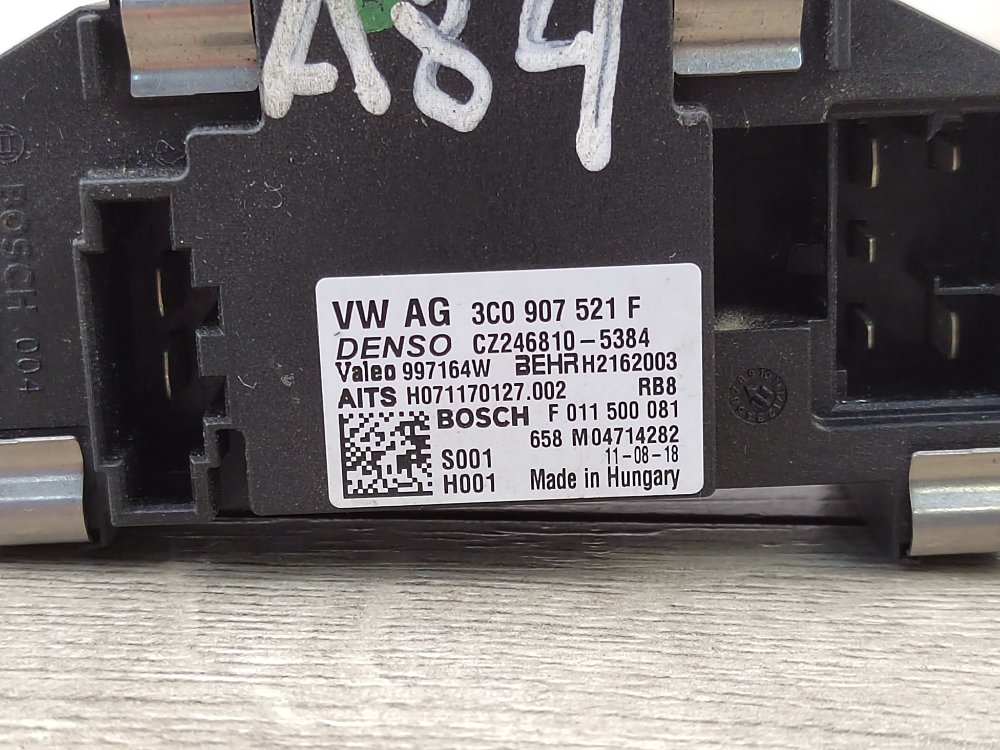 A84
BOSCH .004
VW AG 3C0 907 521 F
DENSO CZ246810-5384
Valeo 997164W BEHR H2162003
AITS H071170127.002 RB8
BOSCH F 011 500 081
658 M04714282
11-08-18
S001
H001 Made in Hungary